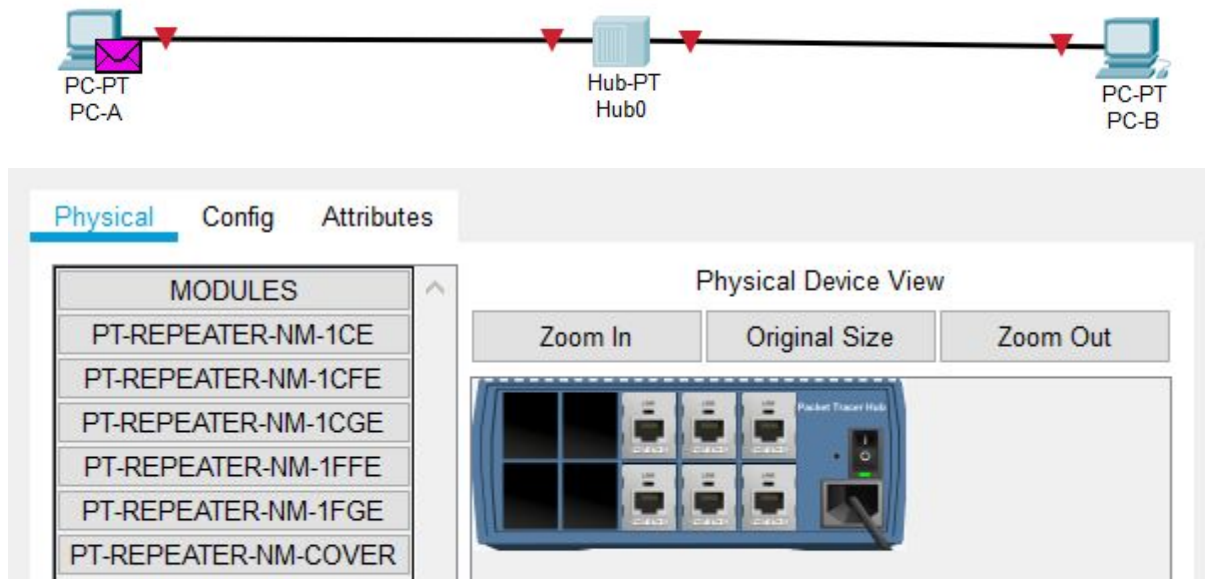 PC-PT
PC-A
Hub-PT
Hub0
PC-PT
PC-B
Physical Config Attributes
MODULES
PT-REPEATER-NM-1CE
PT-REPEATER-NM-1CFE
PT-REPEATER-NM-1CGE
PT-REPEATER-NM-1FFE
PT-REPEATER-NM-1FGE
PT-REPEATER-NM-COVER
Physical Device View
Zoom In Original Size Zoom Out
Packet Tracer Hub